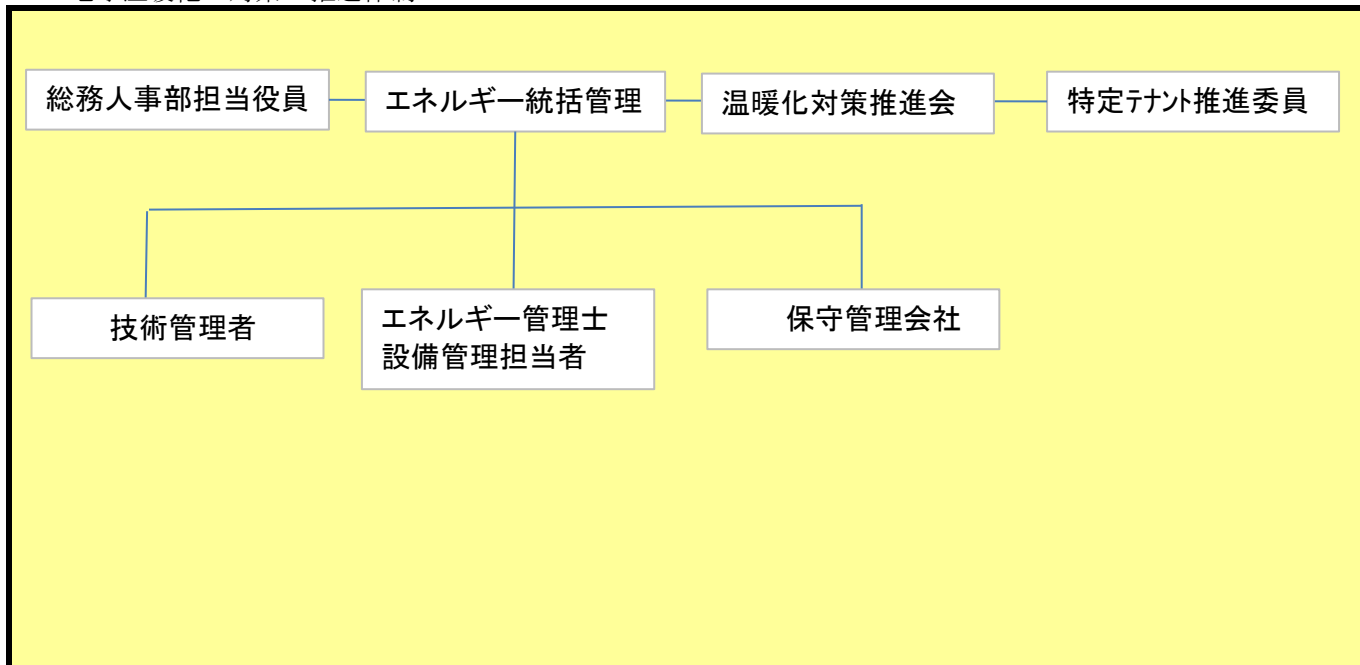 総務人事部担当役員
エネルギー統括管理
温暖化対策推進会
特定テナント推進委員
技術管理者
エネルギー管理士
設備管理担当者
保守管理会社